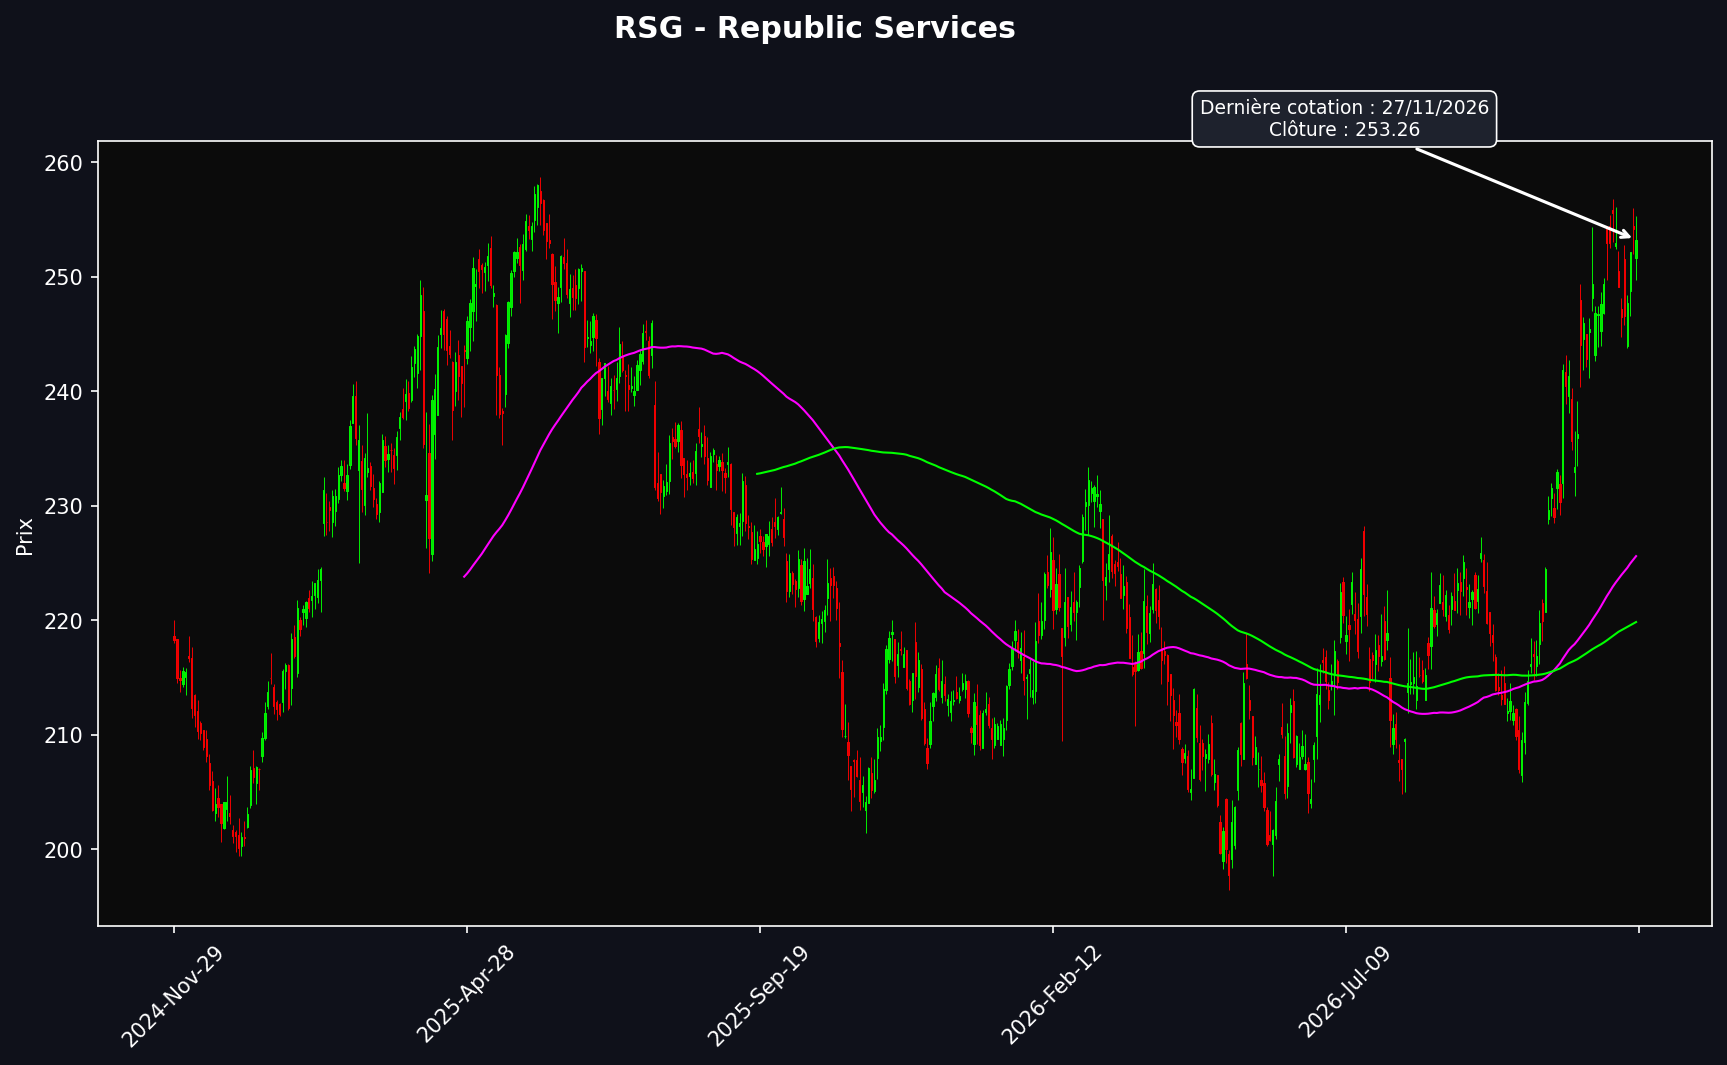 RSG - Republic Services
Dernière cotation : 27/11/2026
Clôture : 253.26
260
250
240
230
220
210
200
Prix
2024-Nov-29
2025-Apr-28
2025-Sep-19
2026-Feb-12
2026-Jul-09